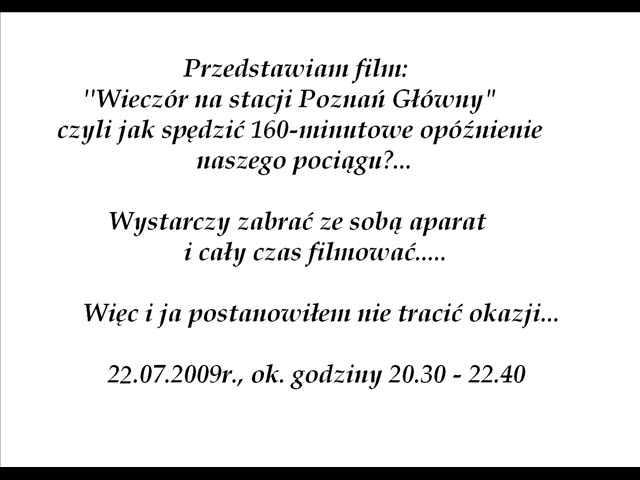 Przedstawiam film:
''Wieczór na stacji Poznań Główny"
czyli jak spędzić 160-minutowe opóźnienie
naszego pociągu?...
Wystarczy zabrać ze sobą aparat
i cały czas filmować.....
Więc i ja postanowiłem nie tracić okazji...
22.07.2009r., ok. godziny 20.30 - 22.40